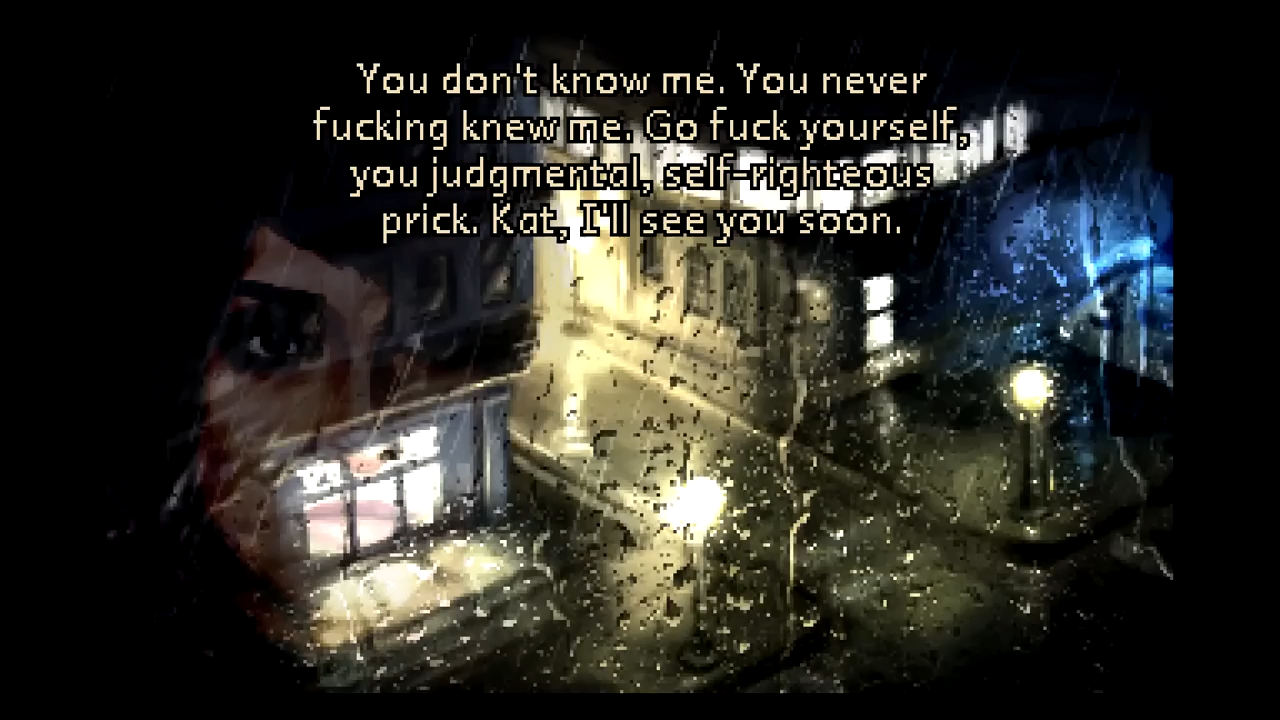 You don't know me. You never
fucking knew me. Go fuck yourself,
you judgmental, self-righteous
prick. Kat, I'll see you soon.